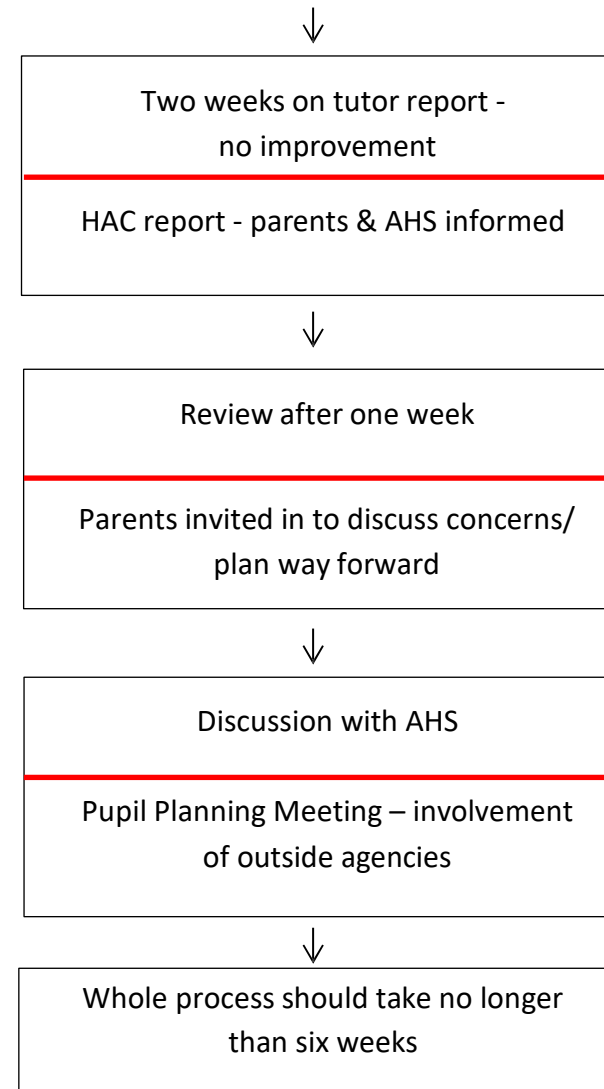 Two weeks on tutor report -
no improvement
HAC report - parents & AHS informed
Review after one week
Parents invited in to discuss concerns/
plan way forward
Discussion with AHS
Pupil Planning Meeting – involvement
of outside agencies
Whole process should take no longer
than six weeks